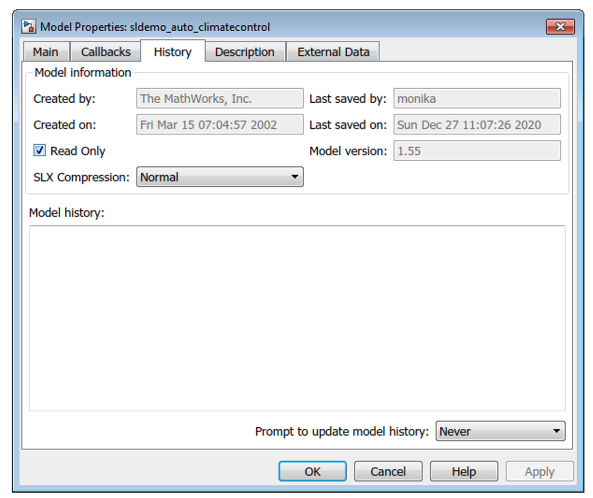 Model Properties: sldemo_auto_climatecontrol
Main Callbacks History Description External Data
Model information
Created by: The MathWorks, Inc. Last saved by: monika
Created on: Fri Mar 15 07:04:57 2002 Last saved on: Sun Dec 27 11:07:26 2020
Read Only Model version: 1.55
SLX Compression: Normal
Model history:
Prompt to update model history: Never
OK Cancel Help Apply